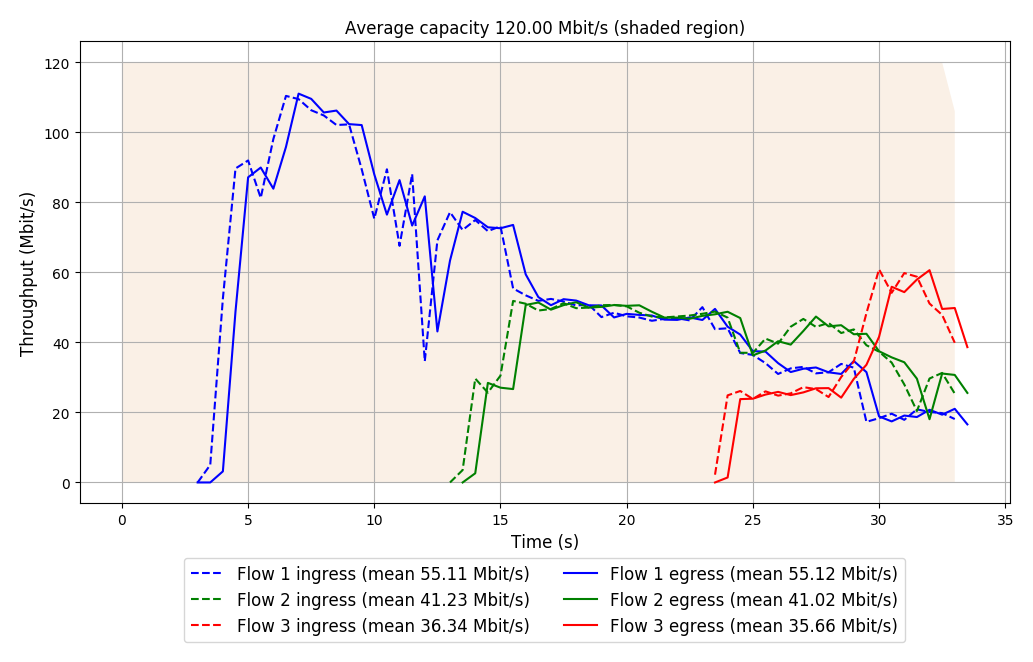 Average capacity 120.00 Mbit/s (shaded region)
120
100
80
60
40
20
0
Throughput (Mbit/s)
0 5 10 15 20 25 30 35
Time (s)
Flow 1 ingress (mean 55.11 Mbit/s) Flow 1 egress (mean 55.12 Mbit/s)
Flow 2 ingress (mean 41.23 Mbit/s) Flow 2 egress (mean 41.02 Mbit/s)
Flow 3 ingress (mean 36.34 Mbit/s) Flow 3 egress (mean 35.66 Mbit/s)